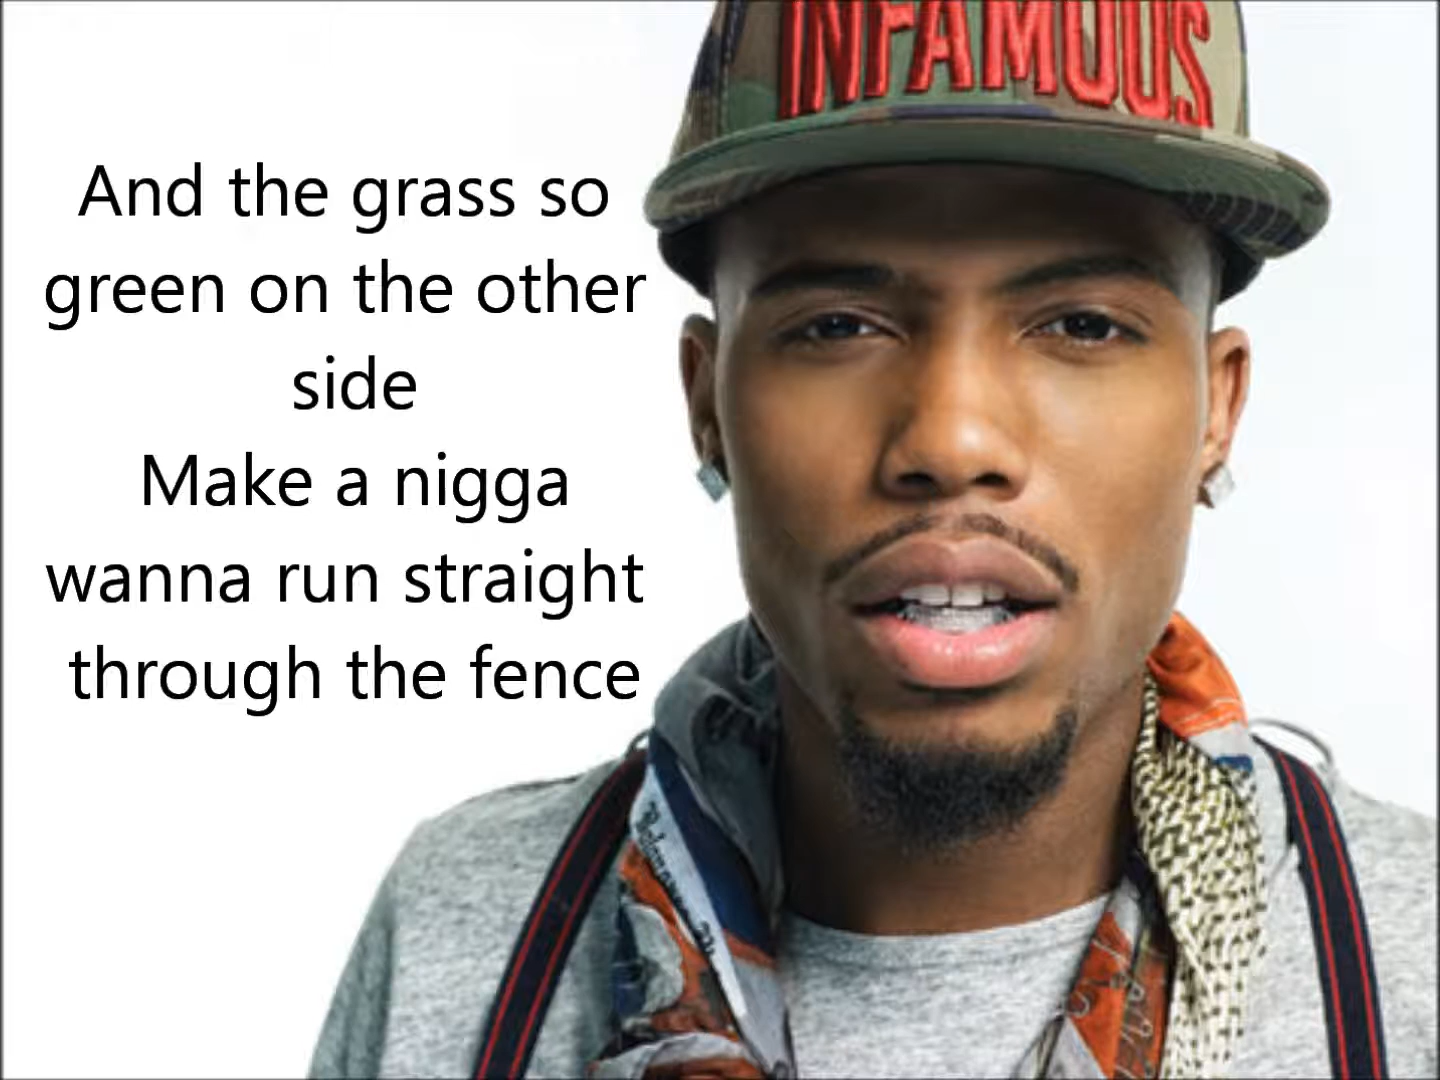 INFAMOUS
And the grass so
green on the other
side
Make a nigga
wanna run straight
through the fence